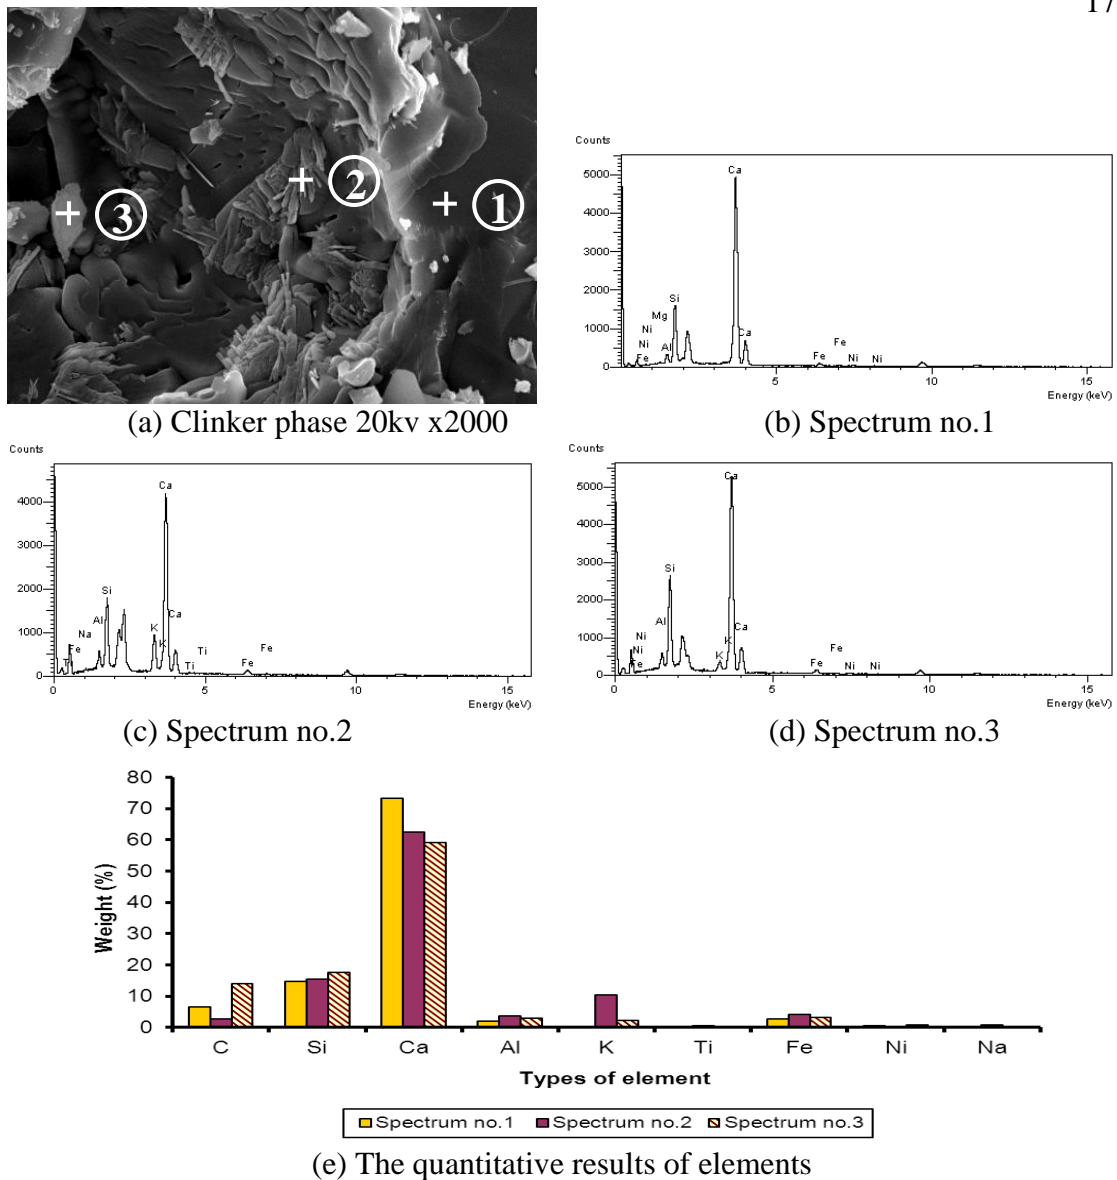 17
1
2
3
(a) Clinker phase 20kv x2000
Counts
5000
4000
3000
2000
1000
0
Ca
Si
Mg
Ni
Ni
Fe
Al
Ca
Fe
Fe
Ni
Ni
5
10
15
Energy (keV)
(b) Spectrum no.1
Counts
4000
3000
2000
1000
0
Ca
Si
Al
Na
Fe
T
K
K
Ca
Ti
Ti
Fe
Fe
0
5
10
15
Energy (keV)
(c) Spectrum no.2
Counts
5000
4000
3000
2000
1000
0
Ca
Si
Al
Ni
Ni
Fe
K
K
Ca
Fe
Fe
Ni
Ni
0
5
10
15
Energy (keV)
(d) Spectrum no.3
Weight (%)
80
70
60
50
40
30
20
10
0
C Si Ca Al K Ti Fe Ni Na
Types of element
Spectrum no.1 Spectrum no.2 Spectrum no.3
(e) The quantitative results of elements